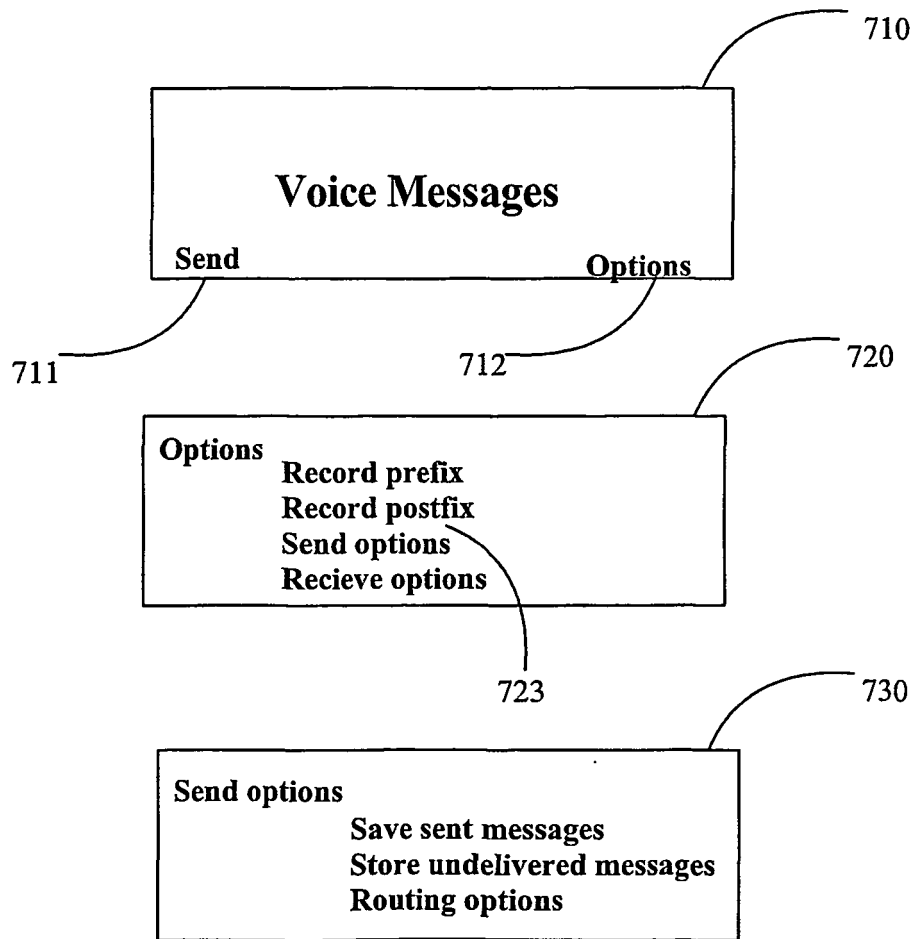 710
Voice Messages
Send Options
711 712
720
Options
Record prefix
Record postfix
Send options
Recieve options
723
730
Send options
Save sent messages
Store undelivered messages
Routing options